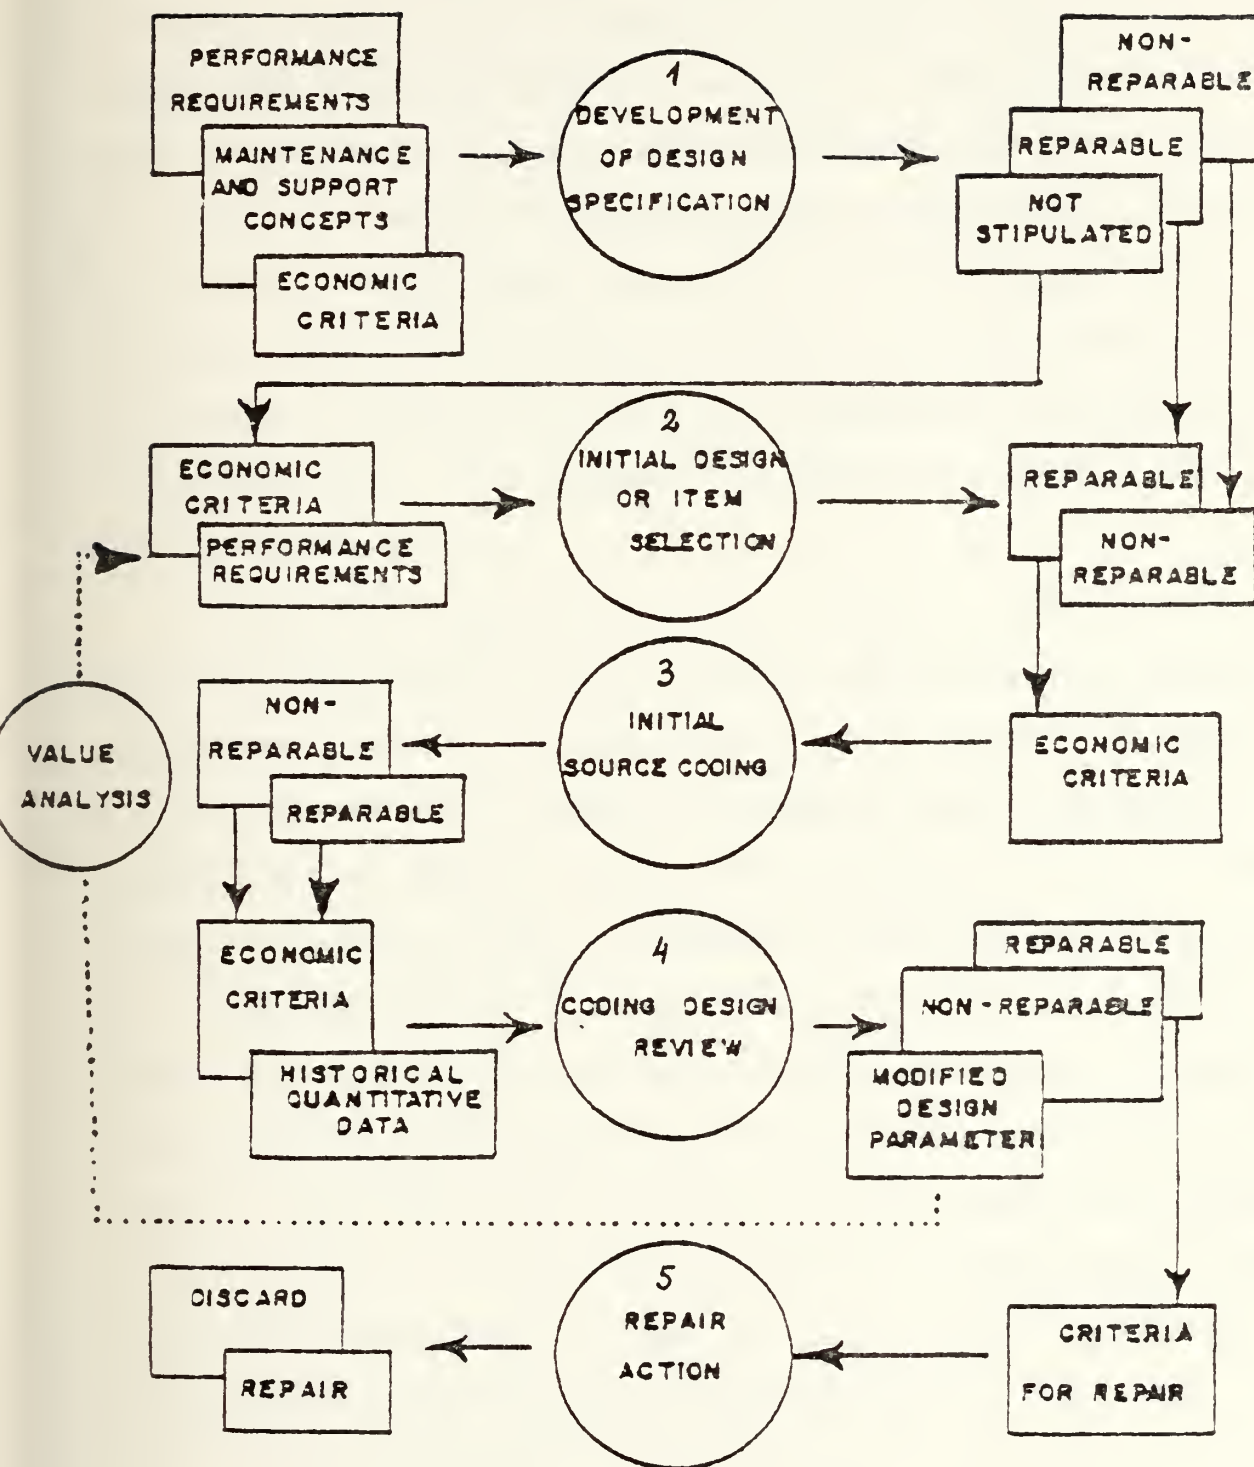 PERFORMANCE
REQUIREMENTS
MAINTENANCE
AND SUPPORT
CONCEPTS
ECONOMIC
CRITERIA
1
DEVELOPMENT
OF DESIGN
SPECIFICATION
NON-
REPARABLE
REPARABLE
NOT
STIPULATED
ECONOMIC
CRITERIA
PERFORMANCE
REQUIREMENTS
2
INITIAL DESIGN
OR ITEM
SELECTION
REPARABLE
NON-
REPARABLE
VALUE
ANALYSIS
NON-
REPARABLE
REPARABLE
3
INITIAL
SOURCE CODING
ECONOMIC
CRITERIA
ECONOMIC
CRITERIA
HISTORICAL
QUANTITATIVE
DATA
4
CODING DESIGN
REVIEW
REPARABLE
NON-REPARABLE
MODIFIED
DESIGN
PARAMETER
DISCARD
REPAIR
5
REPAIR
ACTION
CRITERIA
FOR REPAIR